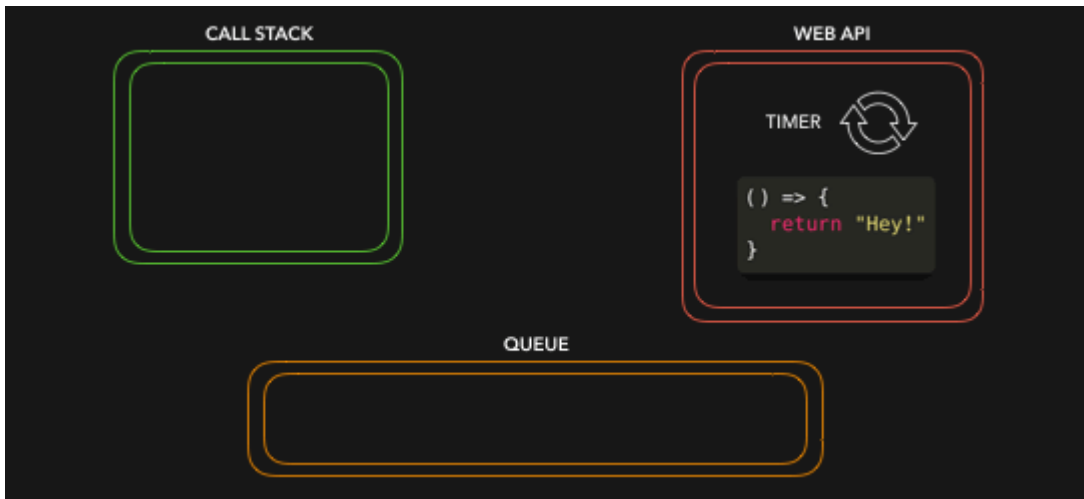 CALL STACK
WEB API
TIMER
() => {
  return "Hey!"
}
QUEUE